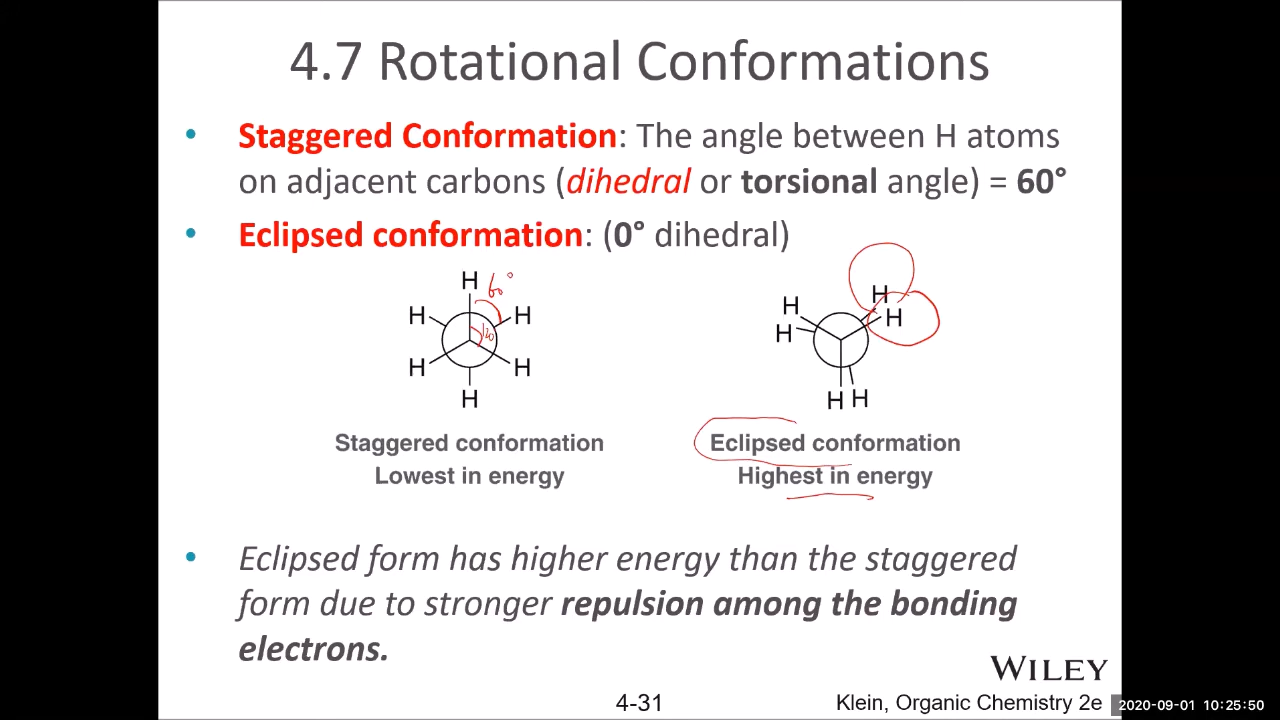 4.7 Rotational Conformations
• Staggered Conformation: The angle between H atoms
on adjacent carbons (dihedral or torsional angle) = 60°
• Eclipsed conformation: (0° dihedral)
H 60°
H H
120
H H
H
H H
H H
H H
Staggered conformation
Lowest in energy
Eclipsed conformation
Highest in energy
• Eclipsed form has higher energy than the staggered
form due to stronger repulsion among the bonding
electrons.
WILEY
4-31
Klein, Organic Chemistry 2e
2020-09-01 10:25:50